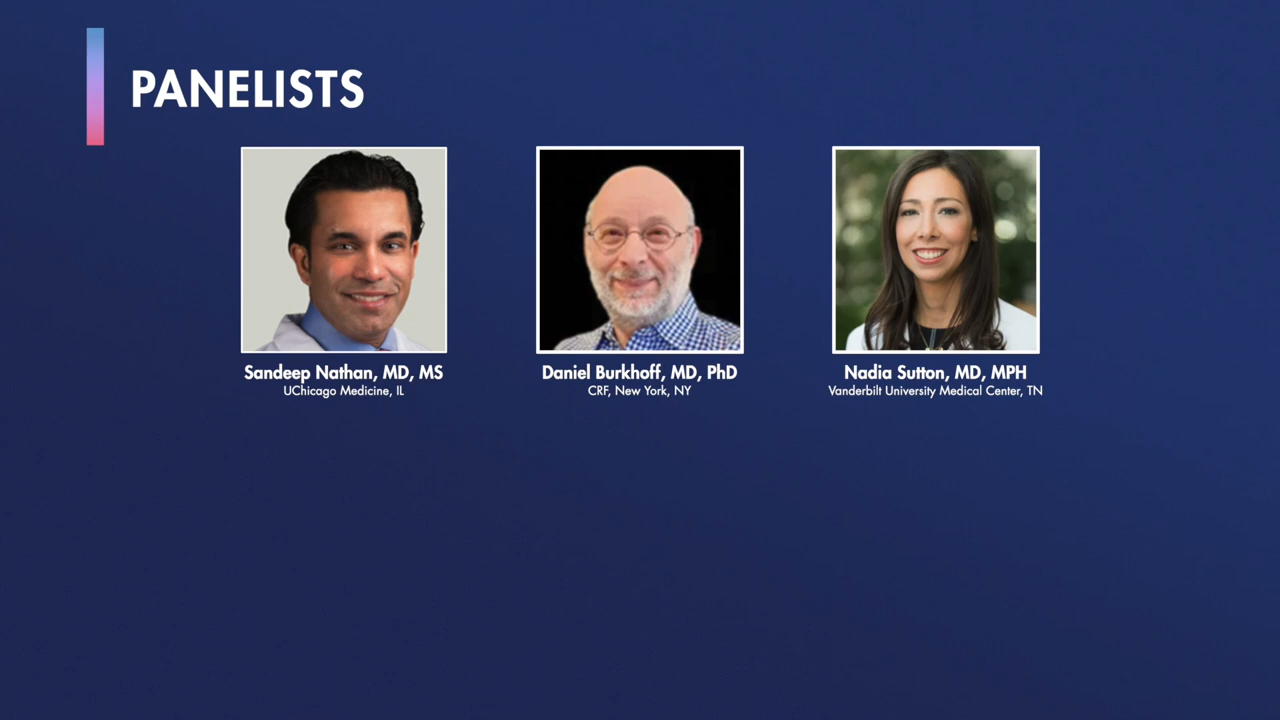 PANELISTS
Sandeep Nathan, MD, MS
UChicago Medicine, IL
Daniel Burkhoff, MD, PhD
CRF, New York, NY
Nadia Sutton, MD, MPH
Vanderbilt University Medical Center, TN